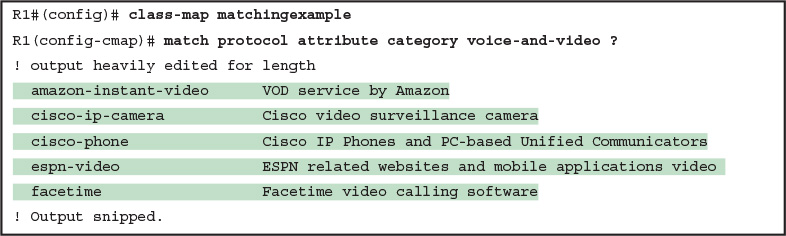 R1#(config)# class-map matchingexample
R1(config-cmap)# match protocol attribute category voice-and-video ?
! output heavily edited for length
amazon-instant-video VOD service by Amazon
cisco-ip-camera Cisco video surveillance camera
cisco-phone Cisco IP Phones and PC-based Unified Communicators
espn-video ESPN related websites and mobile applications video
facetime Facetime video calling software
! Output snipped.